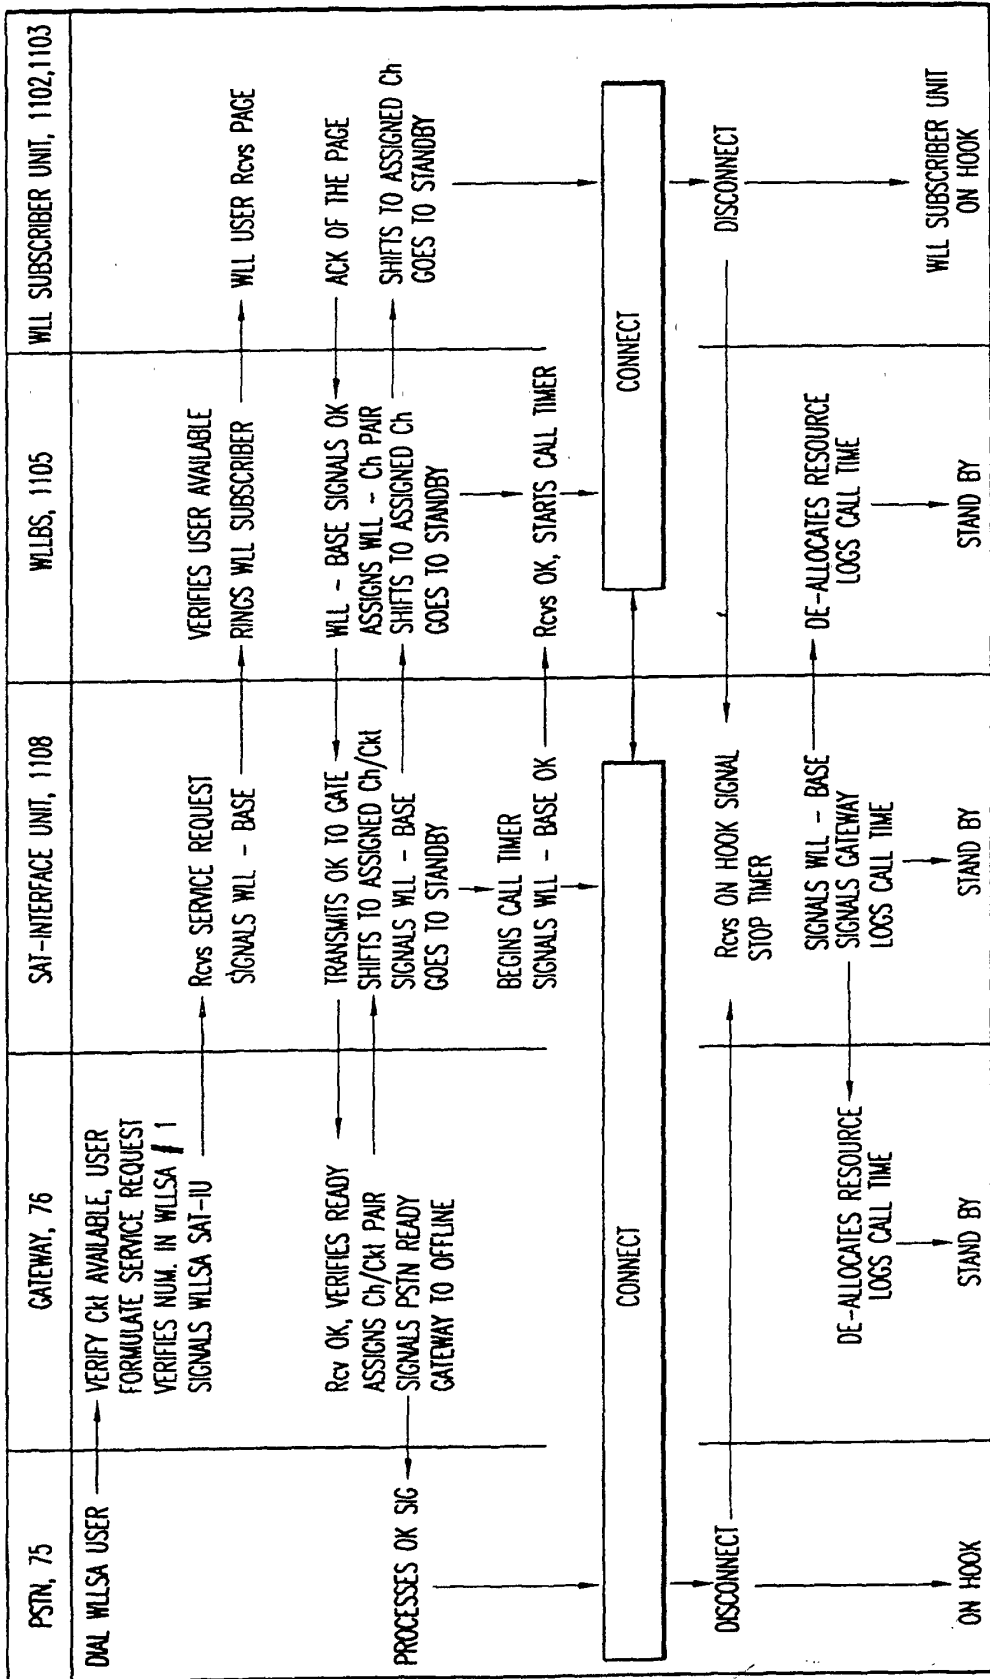 PSTN, 75
GATEWAY, 76
SAT-INTERFACE UNIT, 1108
WLLBS, 1105
WLL SUBSCRIBER UNIT, 1102,1103
DIAL WLLSA USER
VERIFY Ckt AVAILABLE, USER
FORMULATE SERVICE REQUEST
VERIFIES NUM. IN WLLSA # 1
SIGNALS WLLSA SAT-IU
Rcvs SERVICE REQUEST
SIGNALS WLL - BASE
VERIFIES USER AVAILABLE
RINGS WLL SUBSCRIBER
WLL USER Rcvs PAGE
ACK OF THE PAGE
WLL - BASE SIGNALS OK
ASSIGNS WLL - Ch PAIR
SHIFTS TO ASSIGNED Ch
GOES TO STANDBY
SHIFTS TO ASSIGNED Ch
GOES TO STANDBY
TRANSMITS OK TO GATE
SHIFTS TO ASSIGNED Ch/Ckt
SIGNALS WLL - BASE
GOES TO STANDBY
Rcv OK, VERIFIES READY
ASSIGNS Ch/Ckt PAIR
SIGNALS PSTN READY
GATEWAY TO OFFLINE
PROCESSES OK SIG
BEGINS CALL TIMER
SIGNALS WLL - BASE OK
Rcvs OK, STARTS CALL TIMER
CONNECT
CONNECT
DISCONNECT
Rcvs ON HOOK SIGNAL
STOP TIMER
DISCONNECT
SIGNALS WLL - BASE
SIGNALS GATEWAY
LOGS CALL TIME
DE-ALLOCATES RESOURCE
LOGS CALL TIME
DE-ALLOCATES RESOURCE
LOGS CALL TIME
ON HOOK
STAND BY
STAND BY
STAND BY
WLL SUBSCRIBER UNIT
ON HOOK